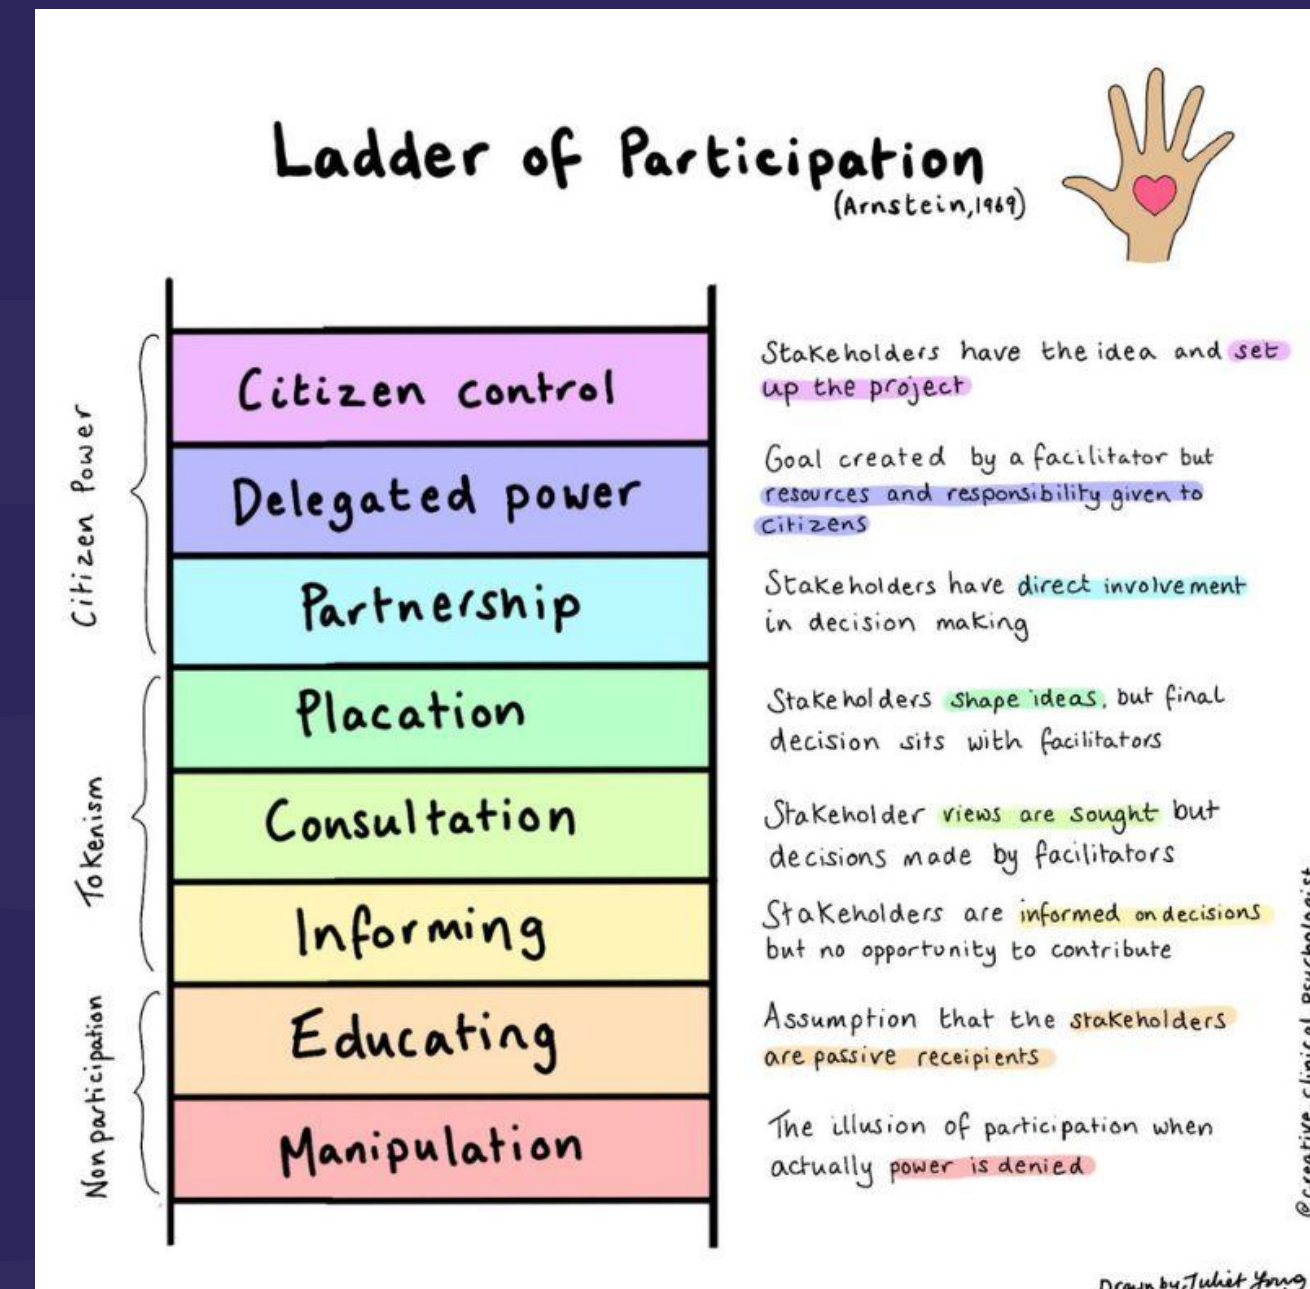 Ladder of Participation
(Arnstein,1969)
Citizen Power
Citizen control
Stakeholders have the idea and set
up the project
Delegated power
Goal created by a facilitator but
resources and responsibility given to
citizens
Partnership
Stakeholders have direct involvement
in decision making
Tokenism
Placation
Stakeholders shape ideas, but final
decision sits with facilitators
Consultation
Stakeholder views are sought but
decisions made by facilitators
Informing
Stakeholders are informed on decisions
but no opportunity to contribute
Nonparticipation
Educating
Assumption that the stakeholders
are passive receipients
Manipulation
The illusion of participation when
actually power is denied
@creative clinical psychologist
Drawn by Juliet Young